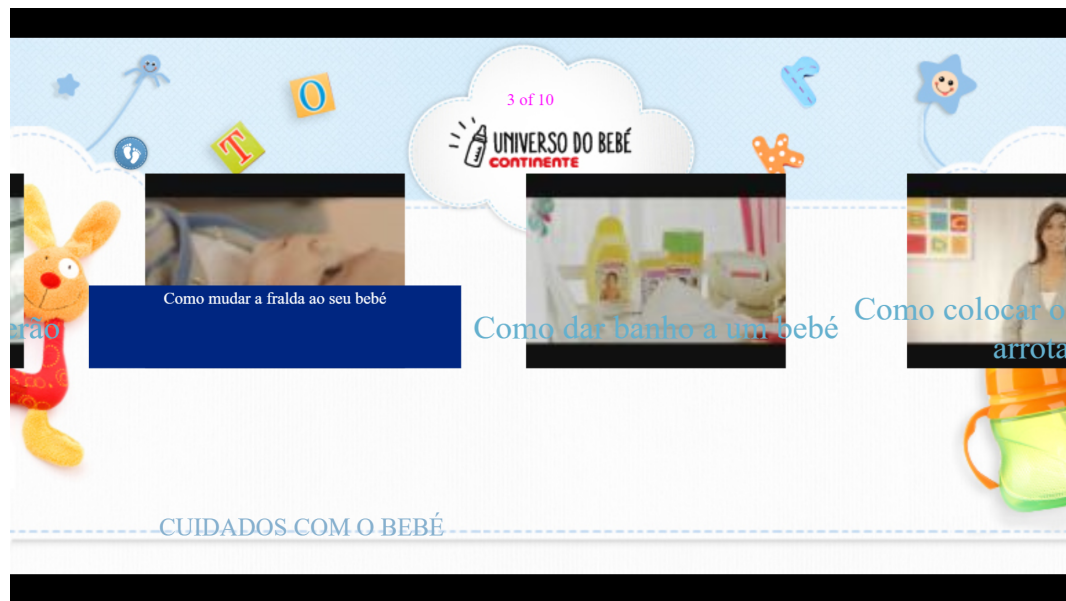 O
T
3 of 10
UNIVERSO DO BEBÉ
CONTINENTE
Como mudar a fralda ao seu bebé
erão
Como dar banho a um bebé
Como colocar o
arrota
CUIDADOS COM O BEBÉ